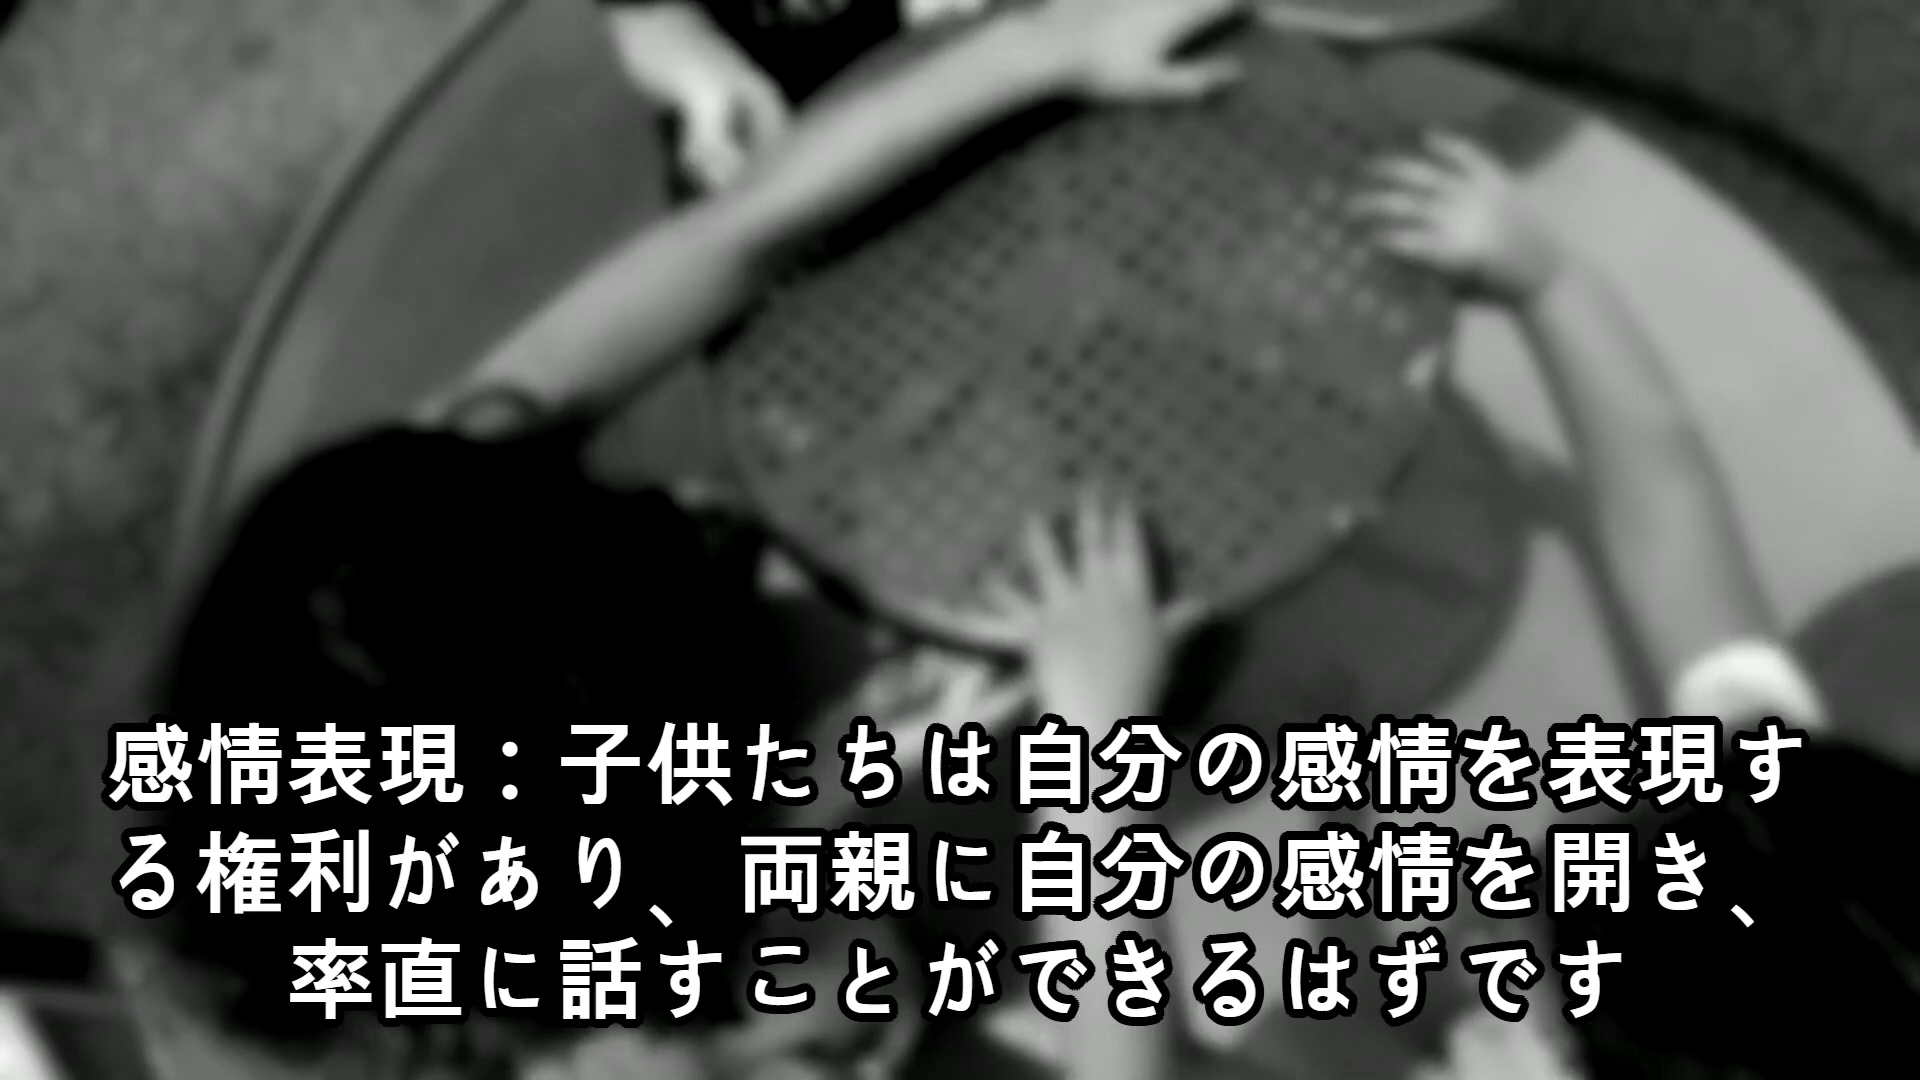 感情表現：子供たちは自分の感情を表現す
る権利があり、両親に自分の感情を開き、
率直に話すことができるはずです